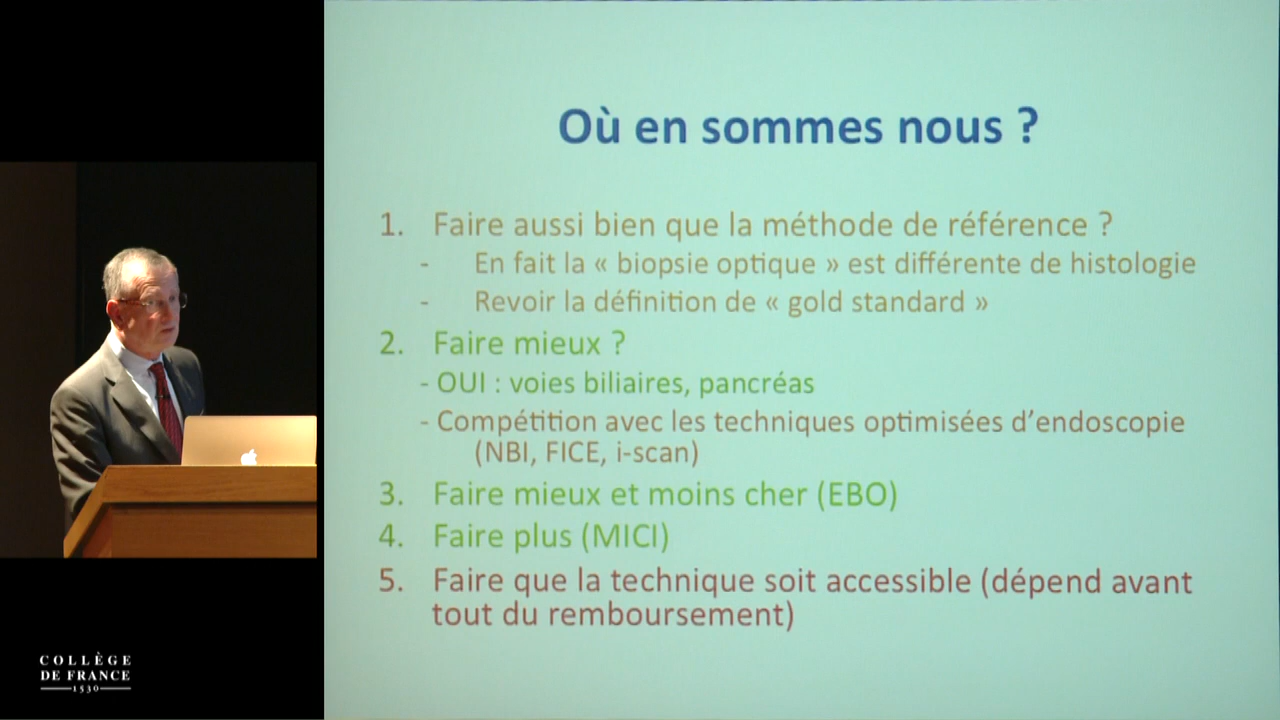 Où en sommes nous ?
1. Faire aussi bien que la méthode de référence ?
- En fait la « biopsie optique » est différente de histologie
- Revoir la définition de « gold standard »
2. Faire mieux ?
- OUI : voies biliaires, pancréas
- Compétition avec les techniques optimisées d’endoscopie
(NBI, FICE, i-scan)
3. Faire mieux et moins cher (EBO)
4. Faire plus (MICI)
5. Faire que la technique soit accessible (dépend avant
tout du remboursement)
COLLÈGE
DE FRANCE
1530